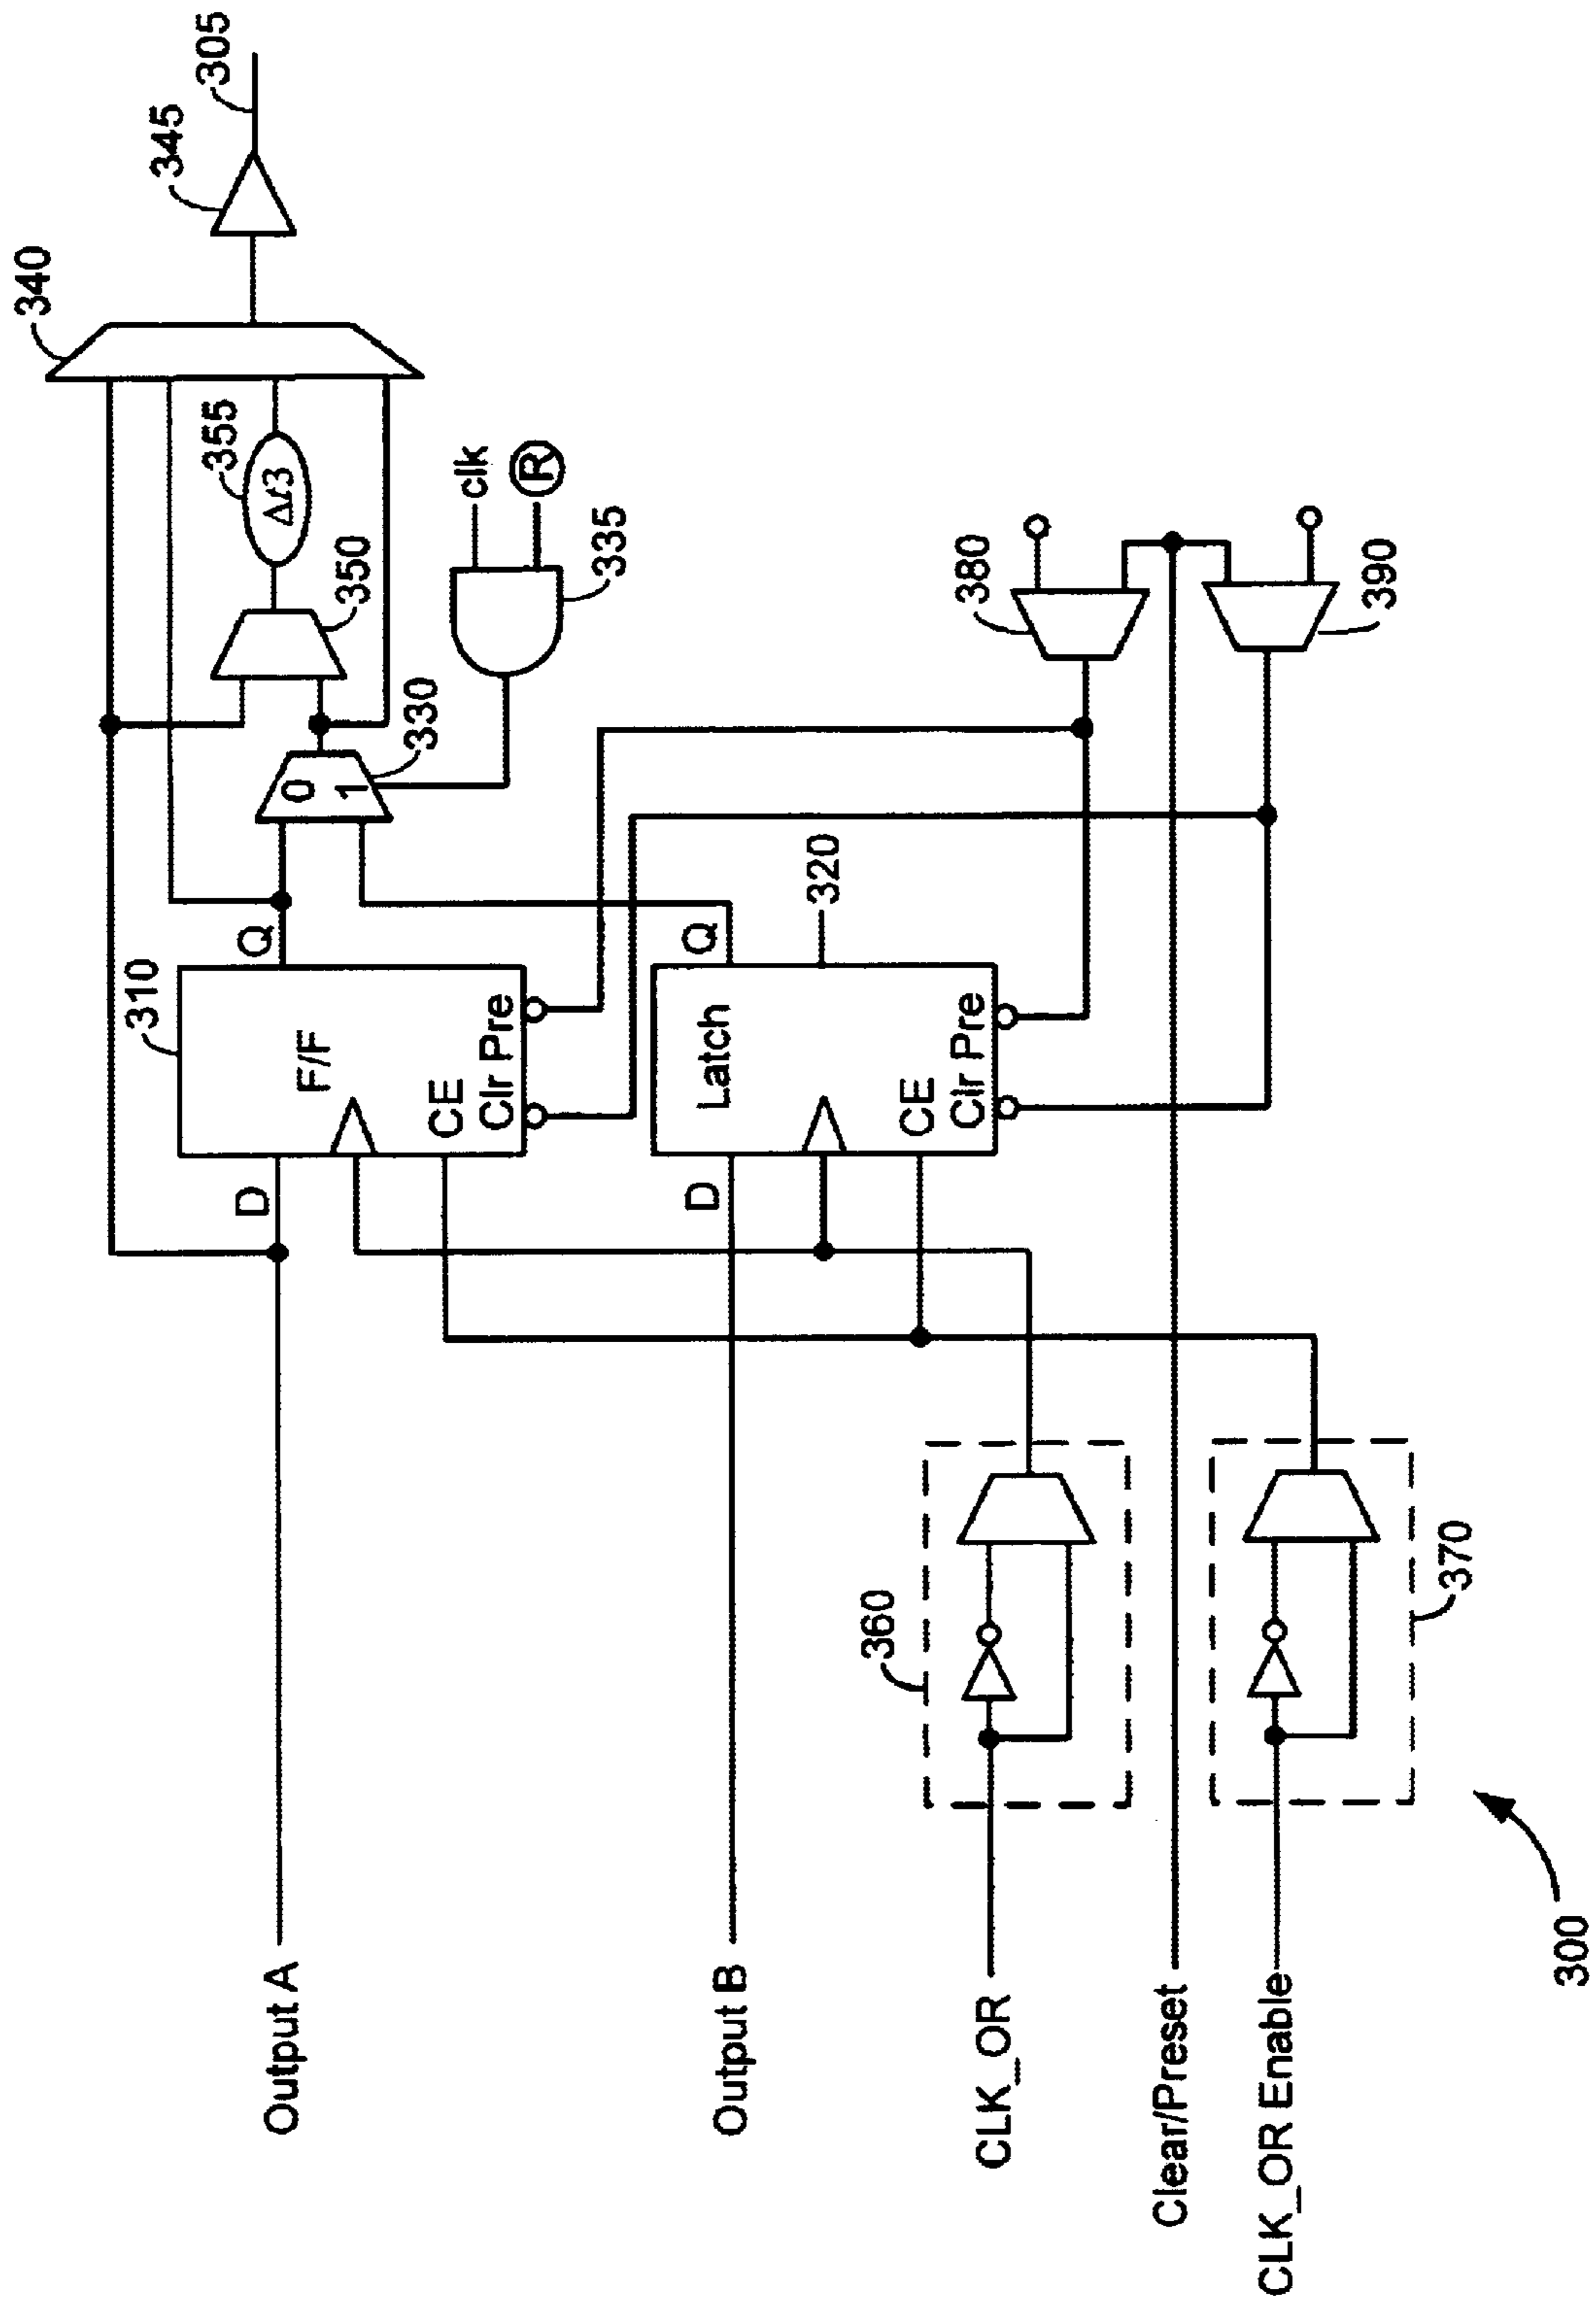 340
305
345
310
355
D
Q
Output A
F/F
0
Δt3
1
350
330
CE
clk
Clr Pre
Ⓡ
335
D
Q
Latch
Output B
320
360
CE
Clr Pre
380
CLK_OR
Clear/Preset
CLK_OR Enable
390
370
300